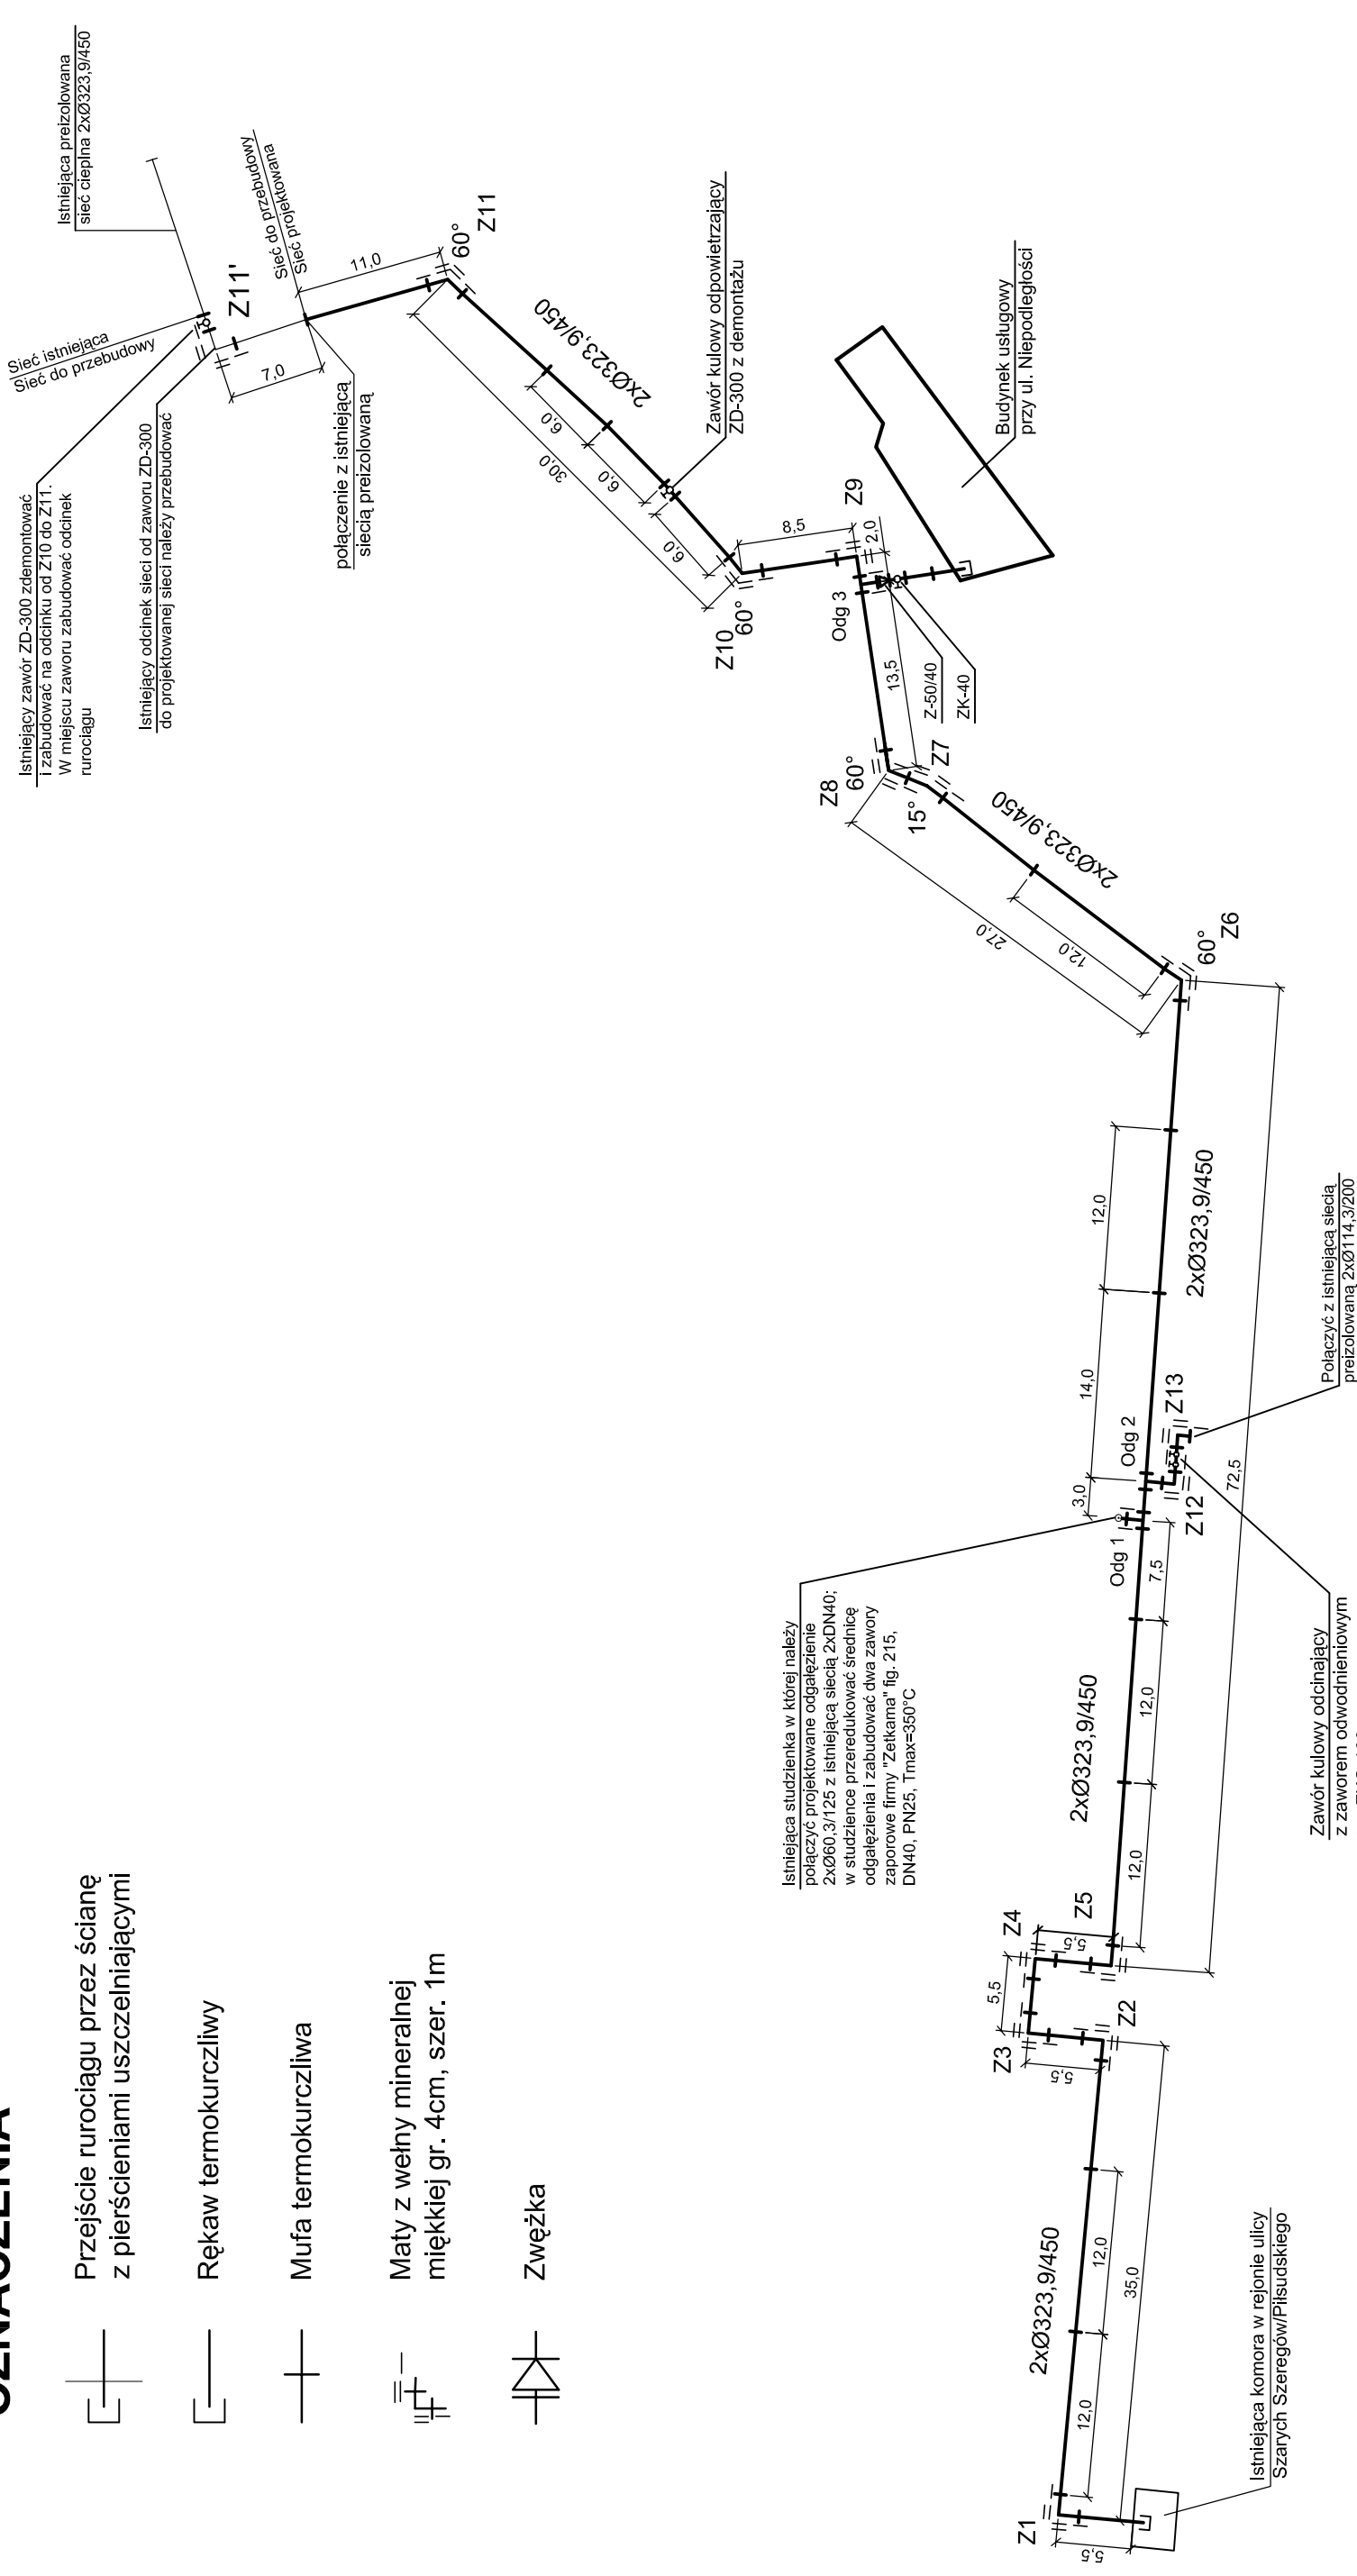 OZNACZENIA
Przejście rurociągu przez ścianę
z pierścieniami uszczelniającymi
Rękaw termokurczliwy
Mufa termokurczliwa
Maty z wełny mineralnej
miękkiej gr. 4cm, szer. 1m
Zwężka
Istniejący zawór ZD-300 zdemontować
i zabudować na odcinku od Z10 do Z11.
W miejscu zaworu zabudować odcinek
rurociągu
Sieć istniejąca
Sieć do przebudowy
Istniejąca preizolowana
sieć cieplna 2xØ323,9/450
Istniejący odcinek sieci od zaworu ZD-300
do projektowanej sieci należy przebudować
Z11'
7,0
Sieć do przebudowy
Sieć projektowana
połączenie z istniejącą
siecią preizolowaną
11,0
60°
Z11
2xØ323,9/450
6,0
6,0
30,0
6,0
Zawór kulowy odpowietrzający
ZD-300 z demontażu
Z10
60°
8,5
Z9
2,0
Odg 3
13,5
Z-50/40
ZK-40
Budynek usługowy
przy ul. Niepodległości
Z8
60°
15°
Z7
2xØ323,9/450
27,0
12,0
60°
Z6
12,0
2xØ323,9/450
14,0
Odg 2
Z13
3,0
Z12
72,5
Połączyć z istniejącą siecią
preizolowaną 2xØ114,3/200
Odg 1
7,5
Istniejąca studzienka w której należy
połączyć projektowane odgałęzienie
2xØ60,3/125 z istniejącą siecią 2xDN40;
w studzience przeredukować średnicę
odgałęzienia i zabudować dwa zawory
zaporowe firmy "Zetkama" fig. 215,
DN40, PN25, Tmax=350°C
Zawór kulowy odcinający
z zaworem odwodnieniowym
12,0
2xØ323,9/450
12,0
Z4
Z5
5,5
5,5
Z3
Z2
5,5
2xØ323,9/450
12,0
35,0
12,0
Z1
5,5
Istniejąca komora w rejonie ulicy
Szarych Szeregów/Piłsudskiego